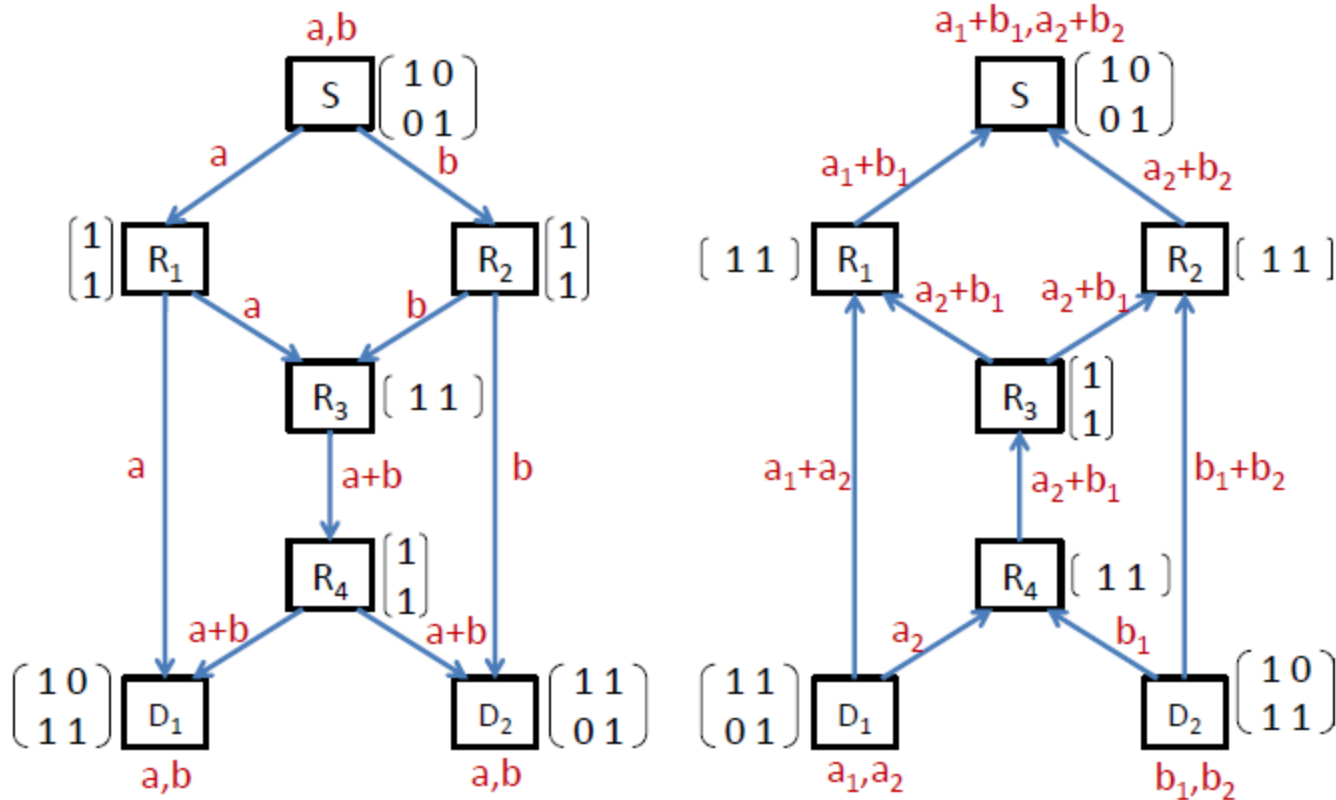 a,b
S
1 0
0 1
a
b
1
1
R1
R2
1
1
a
b
R3
1 1
a
a+b
b
R4
1
1
a+b
a+b
1 0
1 1
D1
D2
1 1
0 1
a,b
a,b
a1+b1,a2+b2
S
1 0
0 1
a1+b1
a2+b2
1 1
R1
R2
1 1
a2+b1
a2+b1
R3
1
1
a1+a2
a2+b1
b1+b2
R4
1 1
a2
b1
1 1
0 1
D1
D2
1 0
1 1
a1,a2
b1,b2